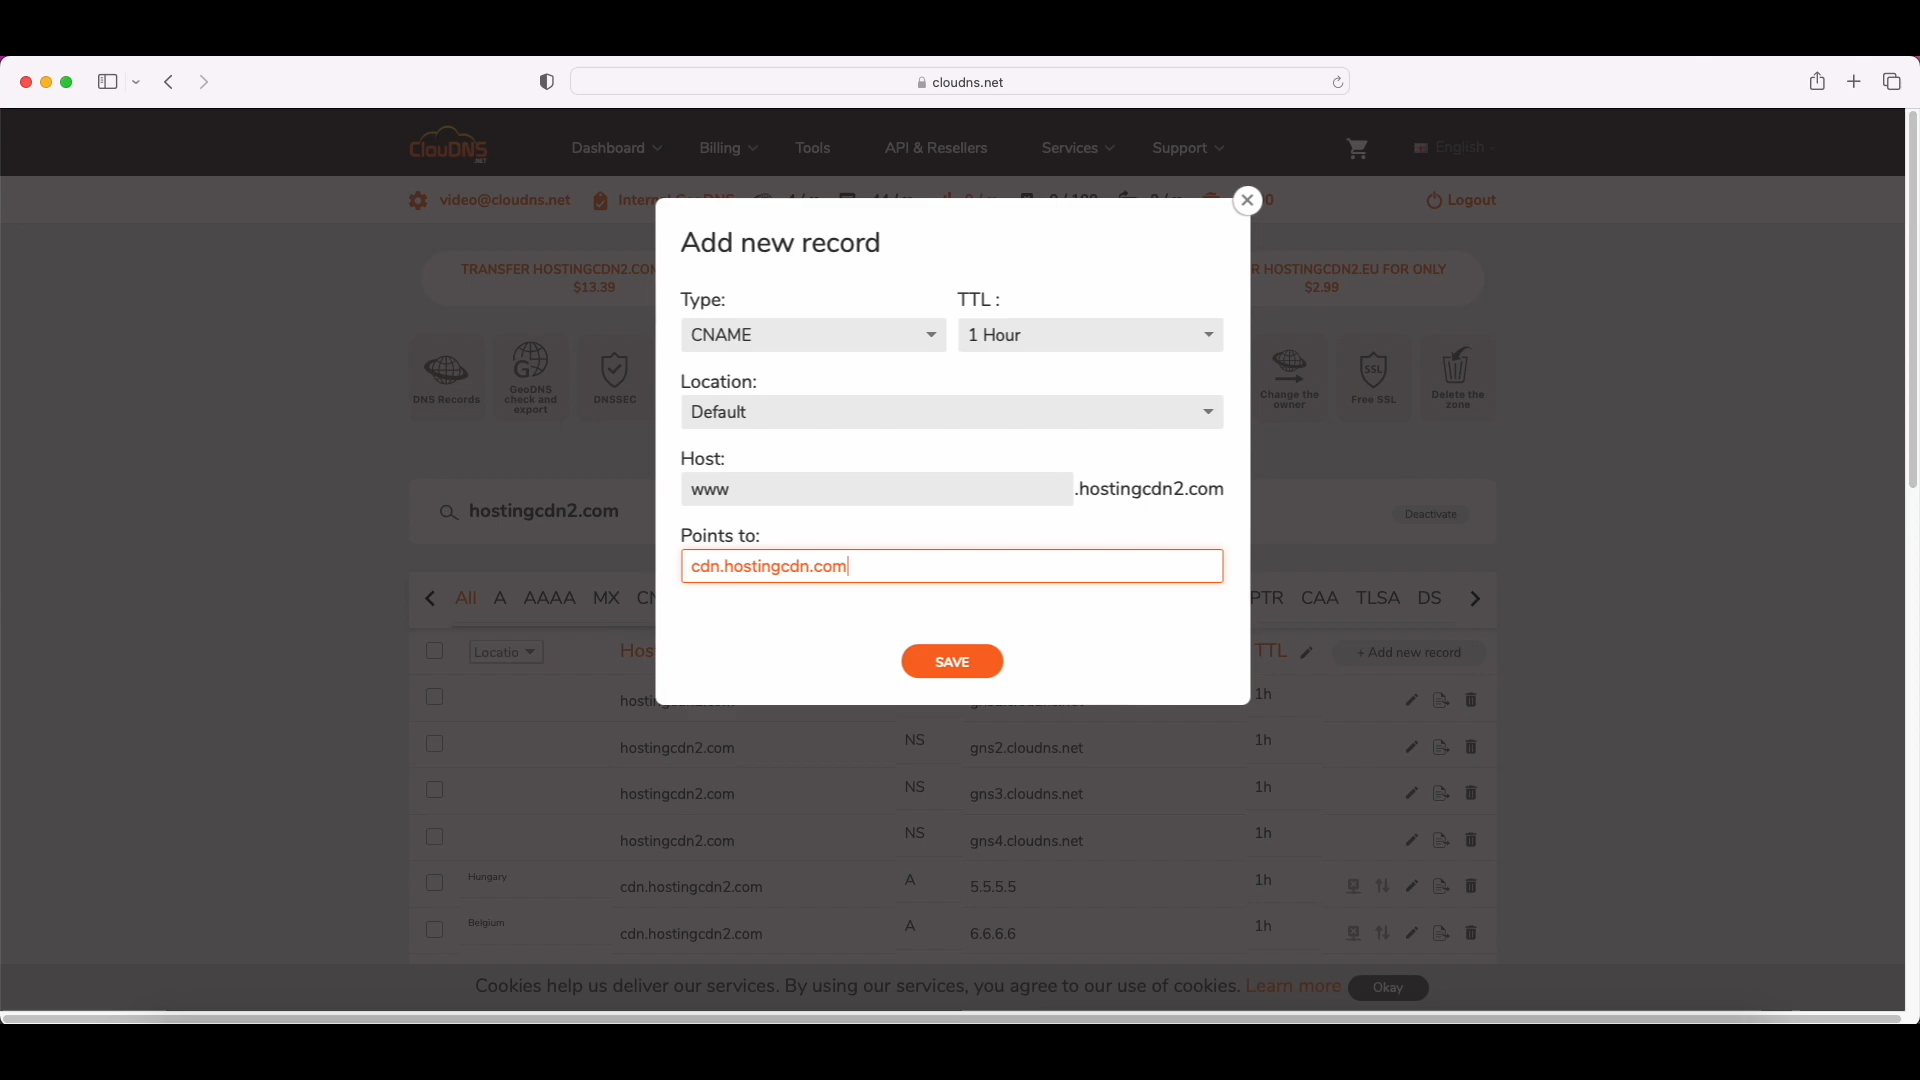 cloudns.net
ClouDNS
.NET
Dashboard
Billing
Tools
API & Resellers
Services
Support
English
video@cloudns.net
Logout
Add new record
TRANSFER HOSTINGCDN2.COM
$13.39
HOSTINGCDN2.EU FOR ONLY
$2.99
Type:
TTL :
CNAME
1 Hour
Location:
Default
DNS Records
GeoDNS
check and
export
DNSSEC
Change the
owner
SSL
Free SSL
Delete the
zone
Host:
www
.hostingcdn2.com
hostingcdn2.com
Deactivate
Points to:
cdn.hostingcdn.com
All
A
AAAA
MX
PTR
CAA
TLSA
DS
SAVE
Locatio
TTL
+ Add new record
1h
hostingcdn2.com
NS
gns2.cloudns.net
1h
hostingcdn2.com
NS
gns3.cloudns.net
1h
hostingcdn2.com
NS
gns4.cloudns.net
1h
Hungary
cdn.hostingcdn2.com
A
5.5.5.5
1h
Belgium
cdn.hostingcdn2.com
A
6.6.6.6
1h
Cookies help us deliver our services. By using our services, you agree to our use of cookies. Learn more
Okay